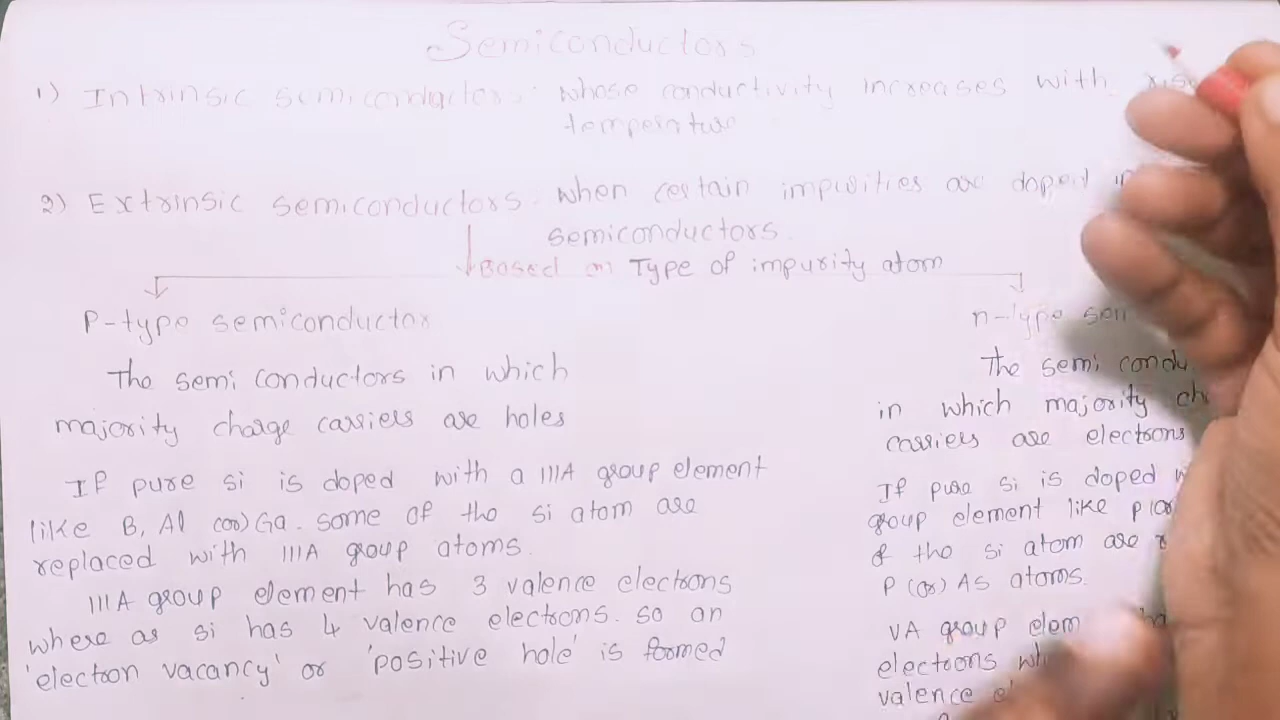 Semiconductors
1) Intrinsic semiconductors: whose conductivity increases with
temperature
2) Extrinsic semiconductors: when certain impurities are doped in
semiconductors.
Based on Type of impurity atom
P-type semiconductor
The semi conductors in which
majority charge carriers are holes
If pure si is doped with a IIIA group element
like B, Al (or) Ga. some of the si atom are
replaced with IIIA group atoms.
IIIA group element has 3 valence electrons
where as si has 4 valence electrons. so an
'electron vacancy' or 'positive hole' is formed
n-type
The semi
in which majority
carriers are electrons
If pure si is doped
group element like P
of the si atom are
P (or) As atoms.
VA group
electrons
valence